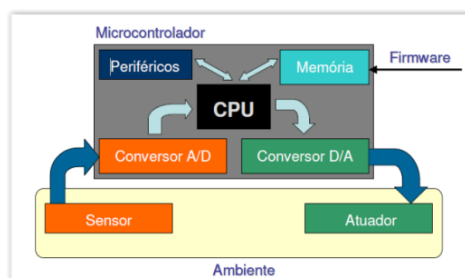 Microcontrolador
Periféricos
Memória
Firmware
CPU
Conversor A/D
Conversor D/A
Sensor
Atuador
Ambiente